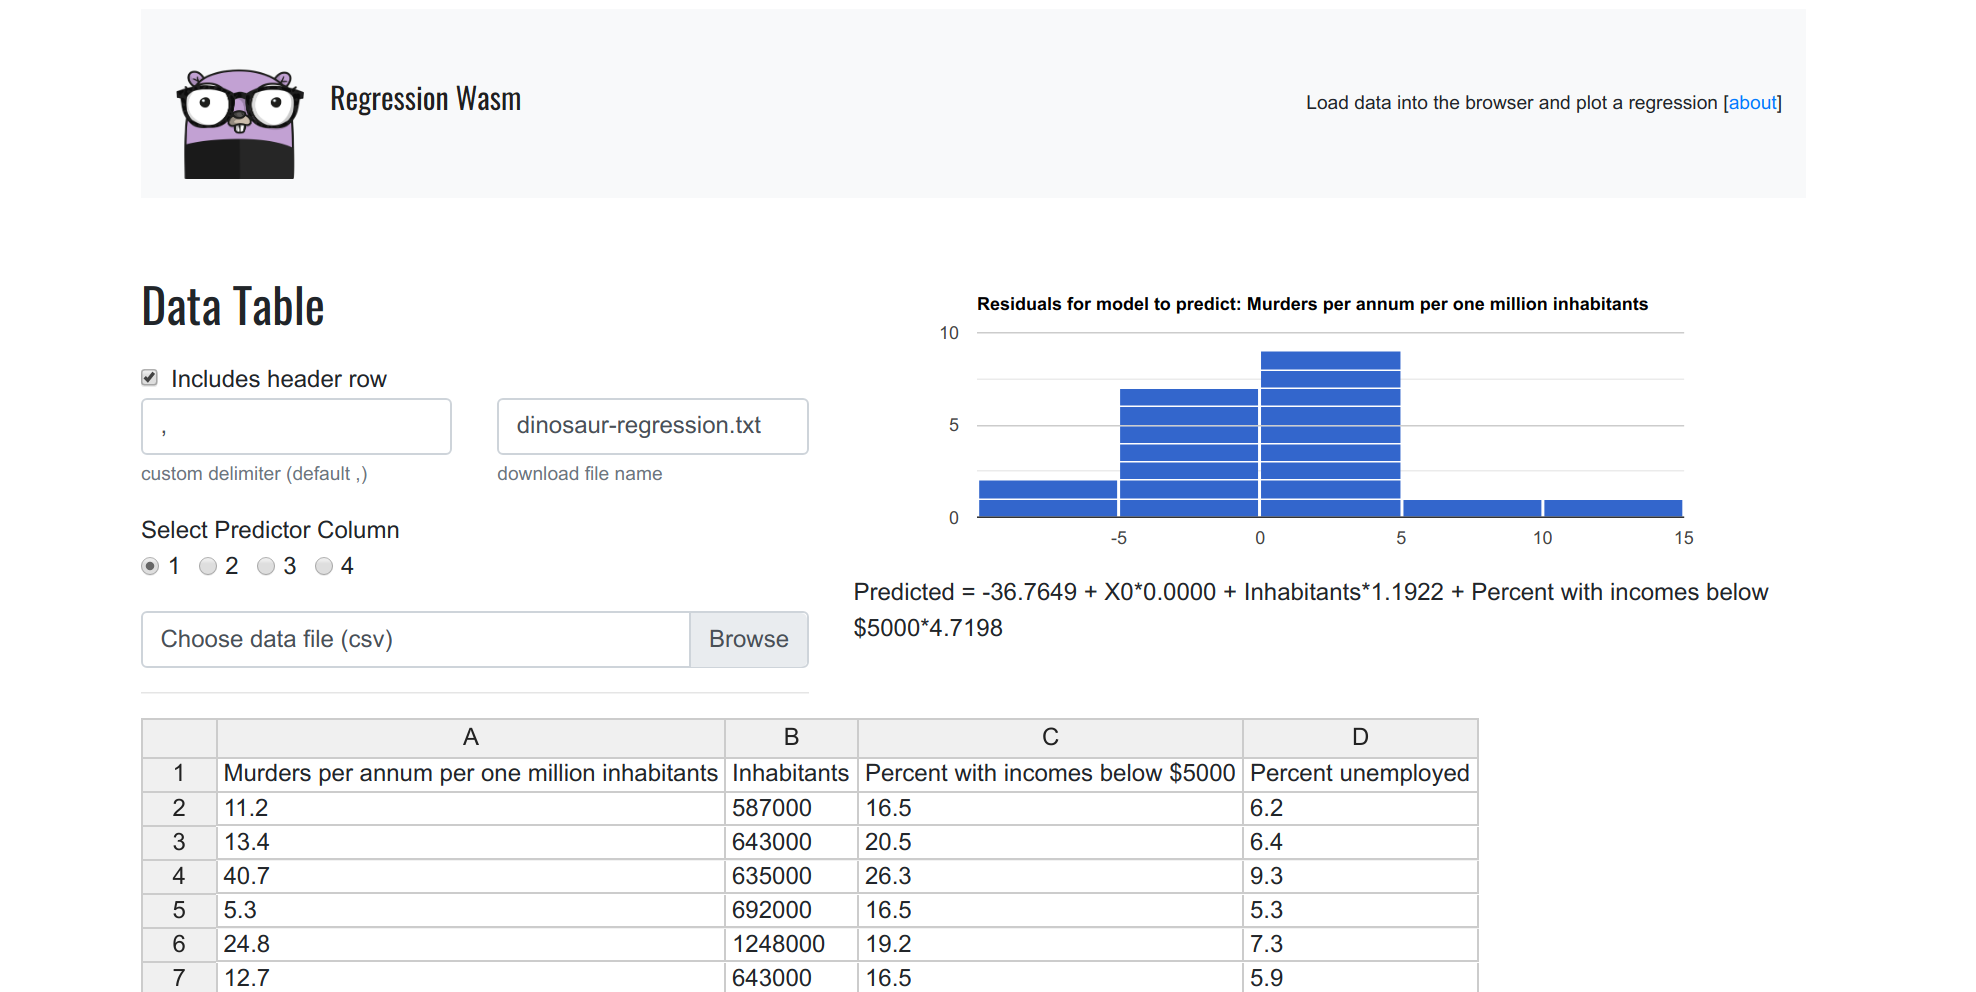 Regression Wasm
Load data into the browser and plot a regression [about]
Data Table
Includes header row
,
dinosaur-regression.txt
custom delimiter (default ,)
download file name
Select Predictor Column
1 2 3 4
Choose data file (csv)
Browse
Residuals for model to predict: Murders per annum per one million inhabitants
10
5
0
-5 0 5 10 15
Predicted = -36.7649 + X0*0.0000 + Inhabitants*1.1922 + Percent with incomes below
$5000*4.7198
A B C D
1 Murders per annum per one million inhabitants Inhabitants Percent with incomes below $5000 Percent unemployed
2 11.2 587000 16.5 6.2
3 13.4 643000 20.5 6.4
4 40.7 635000 26.3 9.3
5 5.3 692000 16.5 5.3
6 24.8 1248000 19.2 7.3
7 12.7 643000 16.5 5.9